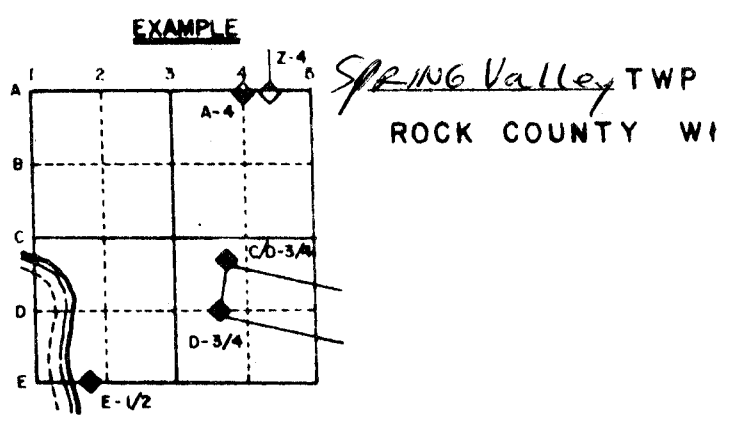 EXAMPLE
Z-4
1 2 3 4 5
SPRING Valley TWP
A
A-4
ROCK COUNTY WI
B
C
C/D-3/4
D
D-3/4
E
E-1/2